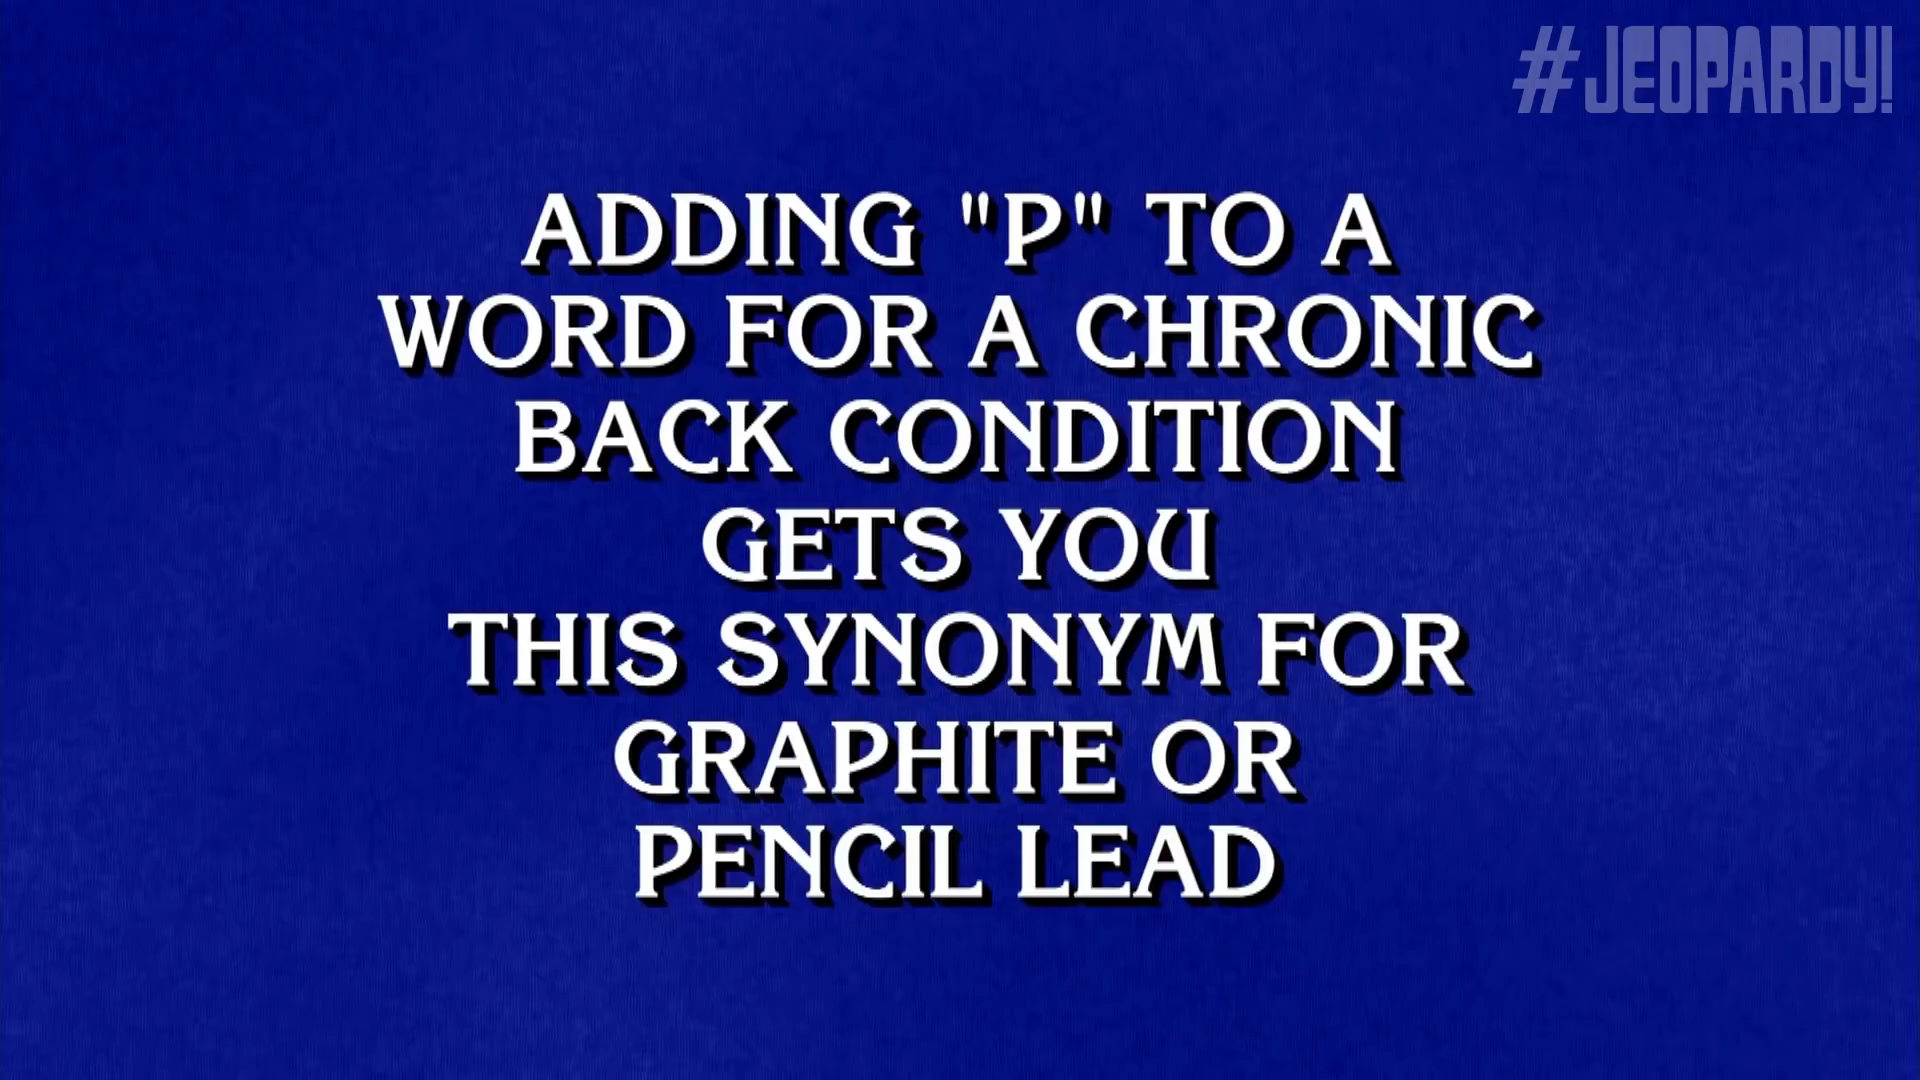 #JEOPARDY!
ADDING "P" TO A
WORD FOR A CHRONIC
BACK CONDITION
GETS YOU
THIS SYNONYM FOR
GRAPHITE OR
PENCIL LEAD